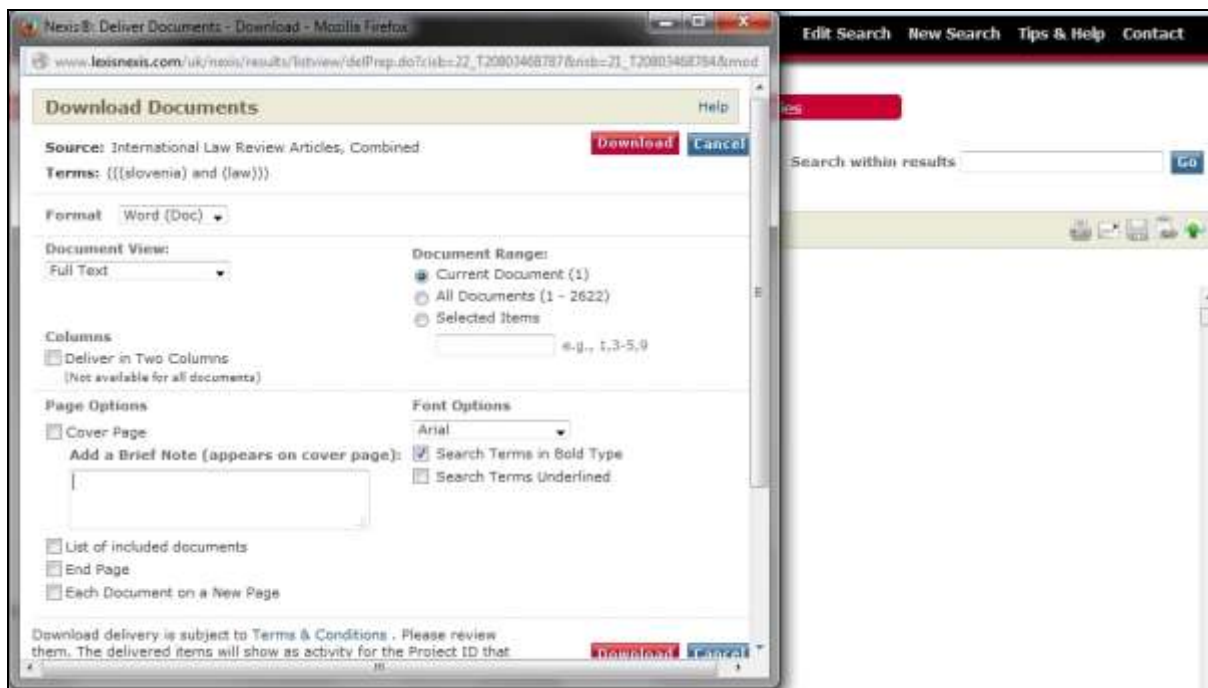 Nexis®: Deliver Documents - Download - Mozilla Firefox
Edit Search New Search Tips & Help Contact
Download Documents
Help
Source: International Law Review Articles, Combined
Download Cancel
Terms: (((slovenia) and (law)))
Search within results
Go
Format Word (Doc)
Document View:
Full Text
Document Range:
Current Document (1)
All Documents (1 - 2622)
Selected Items
e.g., 1,3-5,9
Columns
Deliver in Two Columns
(Not available for all documents)
Page Options
Cover Page
Add a Brief Note (appears on cover page):
Font Options
Arial
Search Terms in Bold Type
Search Terms Underlined
List of included documents
End Page
Each Document on a New Page
Download delivery is subject to Terms & Conditions . Please review
them. The delivered items will show as activity for the Project ID that
Download Cancel